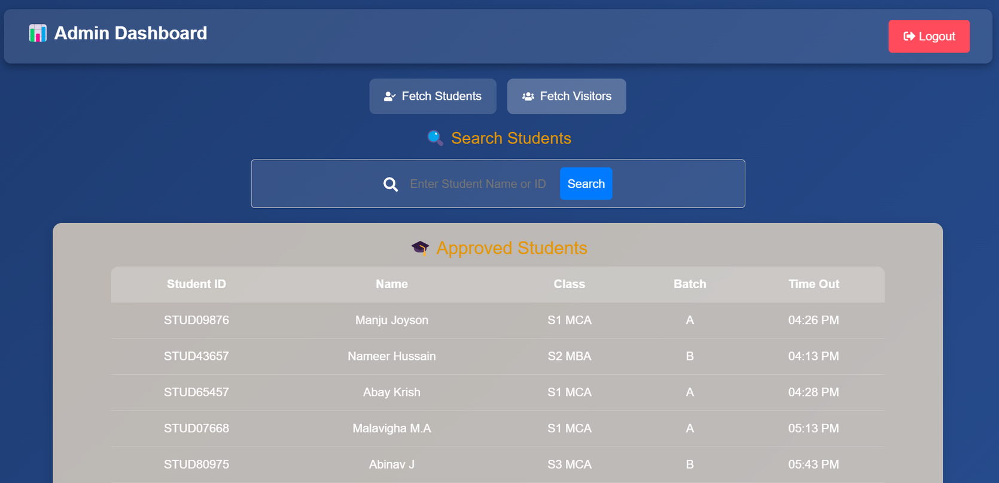 Admin Dashboard
Logout
Fetch Students
Fetch Visitors
Search Students
Enter Student Name or ID
Search
Approved Students
Student ID Name Class Batch Time Out
STUD09876 Manju Joyson S1 MCA A 04:26 PM
STUD43657 Nameer Hussain S2 MBA B 04:13 PM
STUD65457 Abay Krish S1 MCA A 04:28 PM
STUD07668 Malavigha M.A S1 MCA A 05:13 PM
STUD80975 Abinav J S3 MCA B 05:43 PM